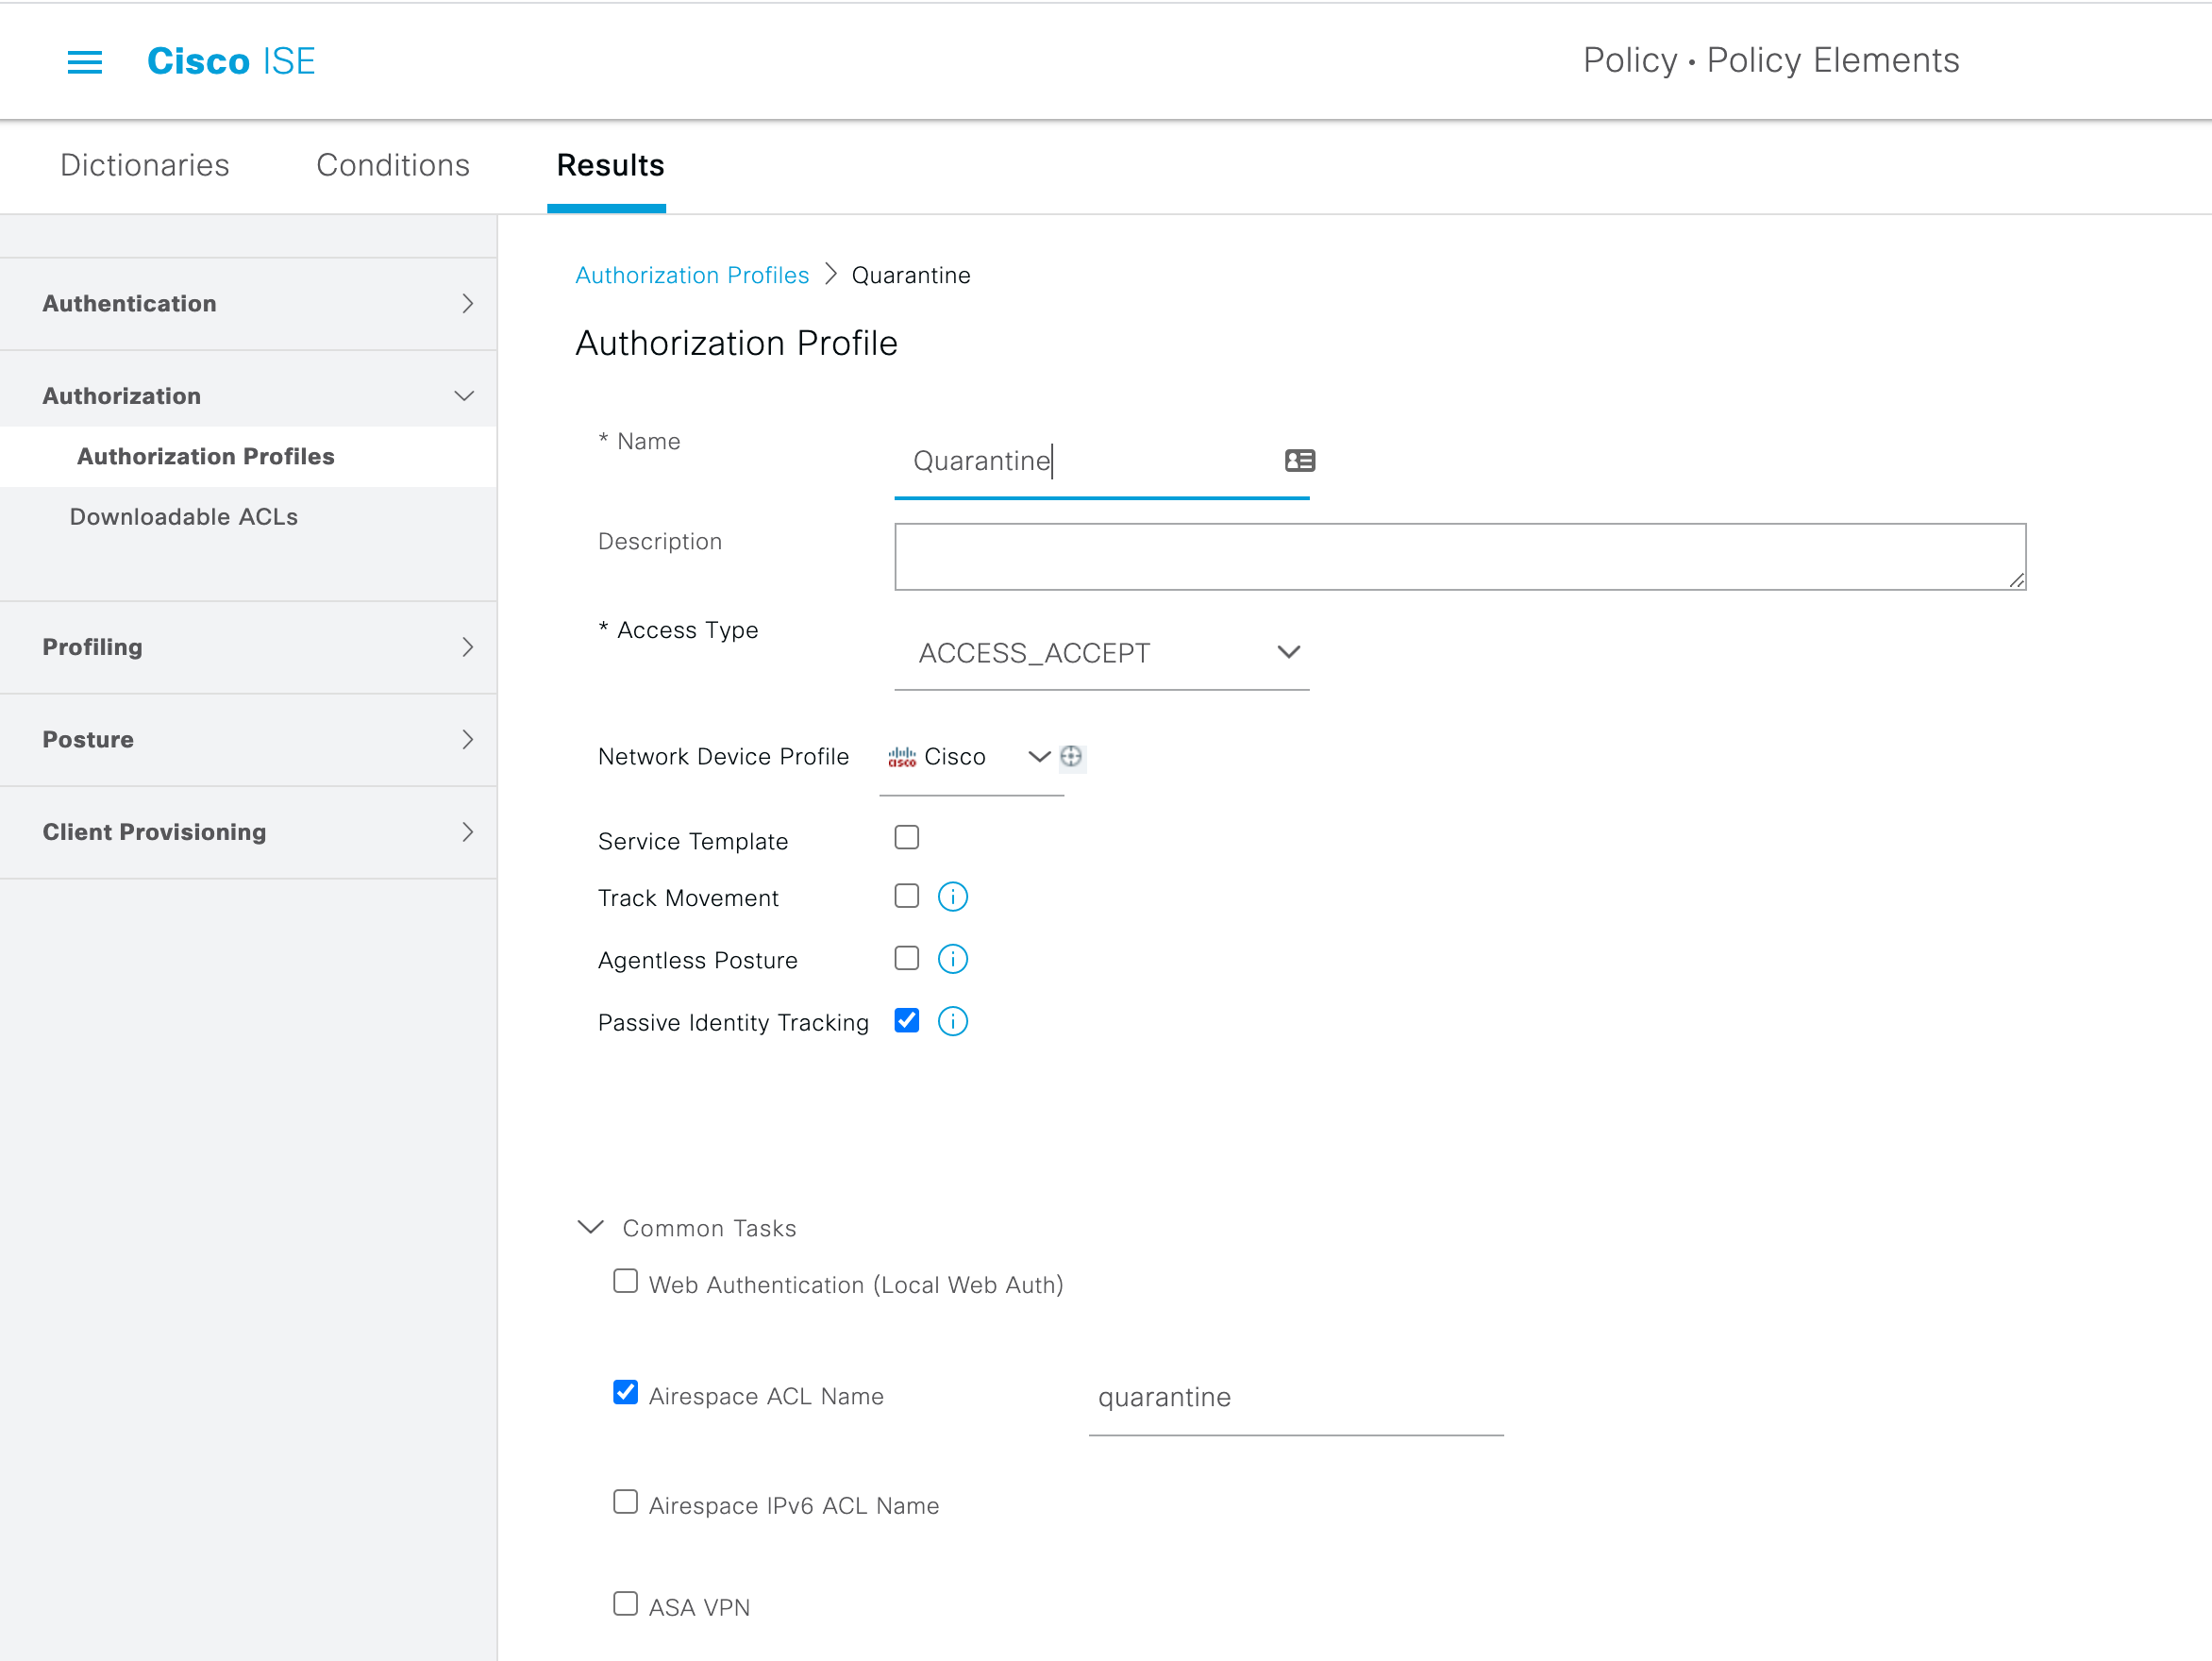 Cisco ISE
Policy • Policy Elements
Dictionaries
Conditions
Results
Authentication
Authorization
Authorization Profiles
Downloadable ACLs
Profiling
Posture
Client Provisioning
Authorization Profiles > Quarantine
Authorization Profile
* Name
Quarantine
Description
* Access Type
ACCESS_ACCEPT
Network Device Profile
cisco Cisco
Service Template
Track Movement
Agentless Posture
Passive Identity Tracking
Common Tasks
Web Authentication (Local Web Auth)
Airespace ACL Name
quarantine
Airespace IPv6 ACL Name
ASA VPN